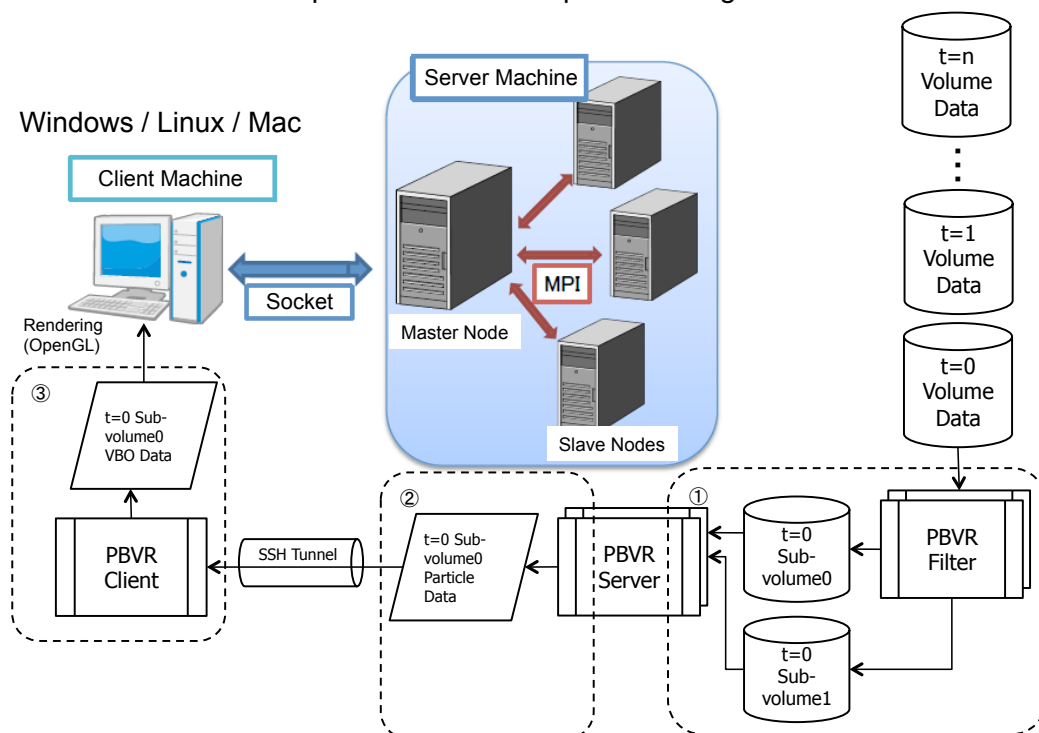 t=n
Volume
Data
Server Machine
Windows / Linux / Mac
Client Machine
t=1
Volume
Data
MPI
Socket
Master Node
Rendering
(OpenGL)
t=0
Volume
Data
③
t=0 Sub-
volume0
VBO Data
Slave Nodes
②
①
t=0 Sub-
volume0
Particle
Data
PBVR
Client
SSH Tunnel
PBVR
Server
t=0
Sub-
volume0
PBVR
Filter
t=0
Sub-
volume1